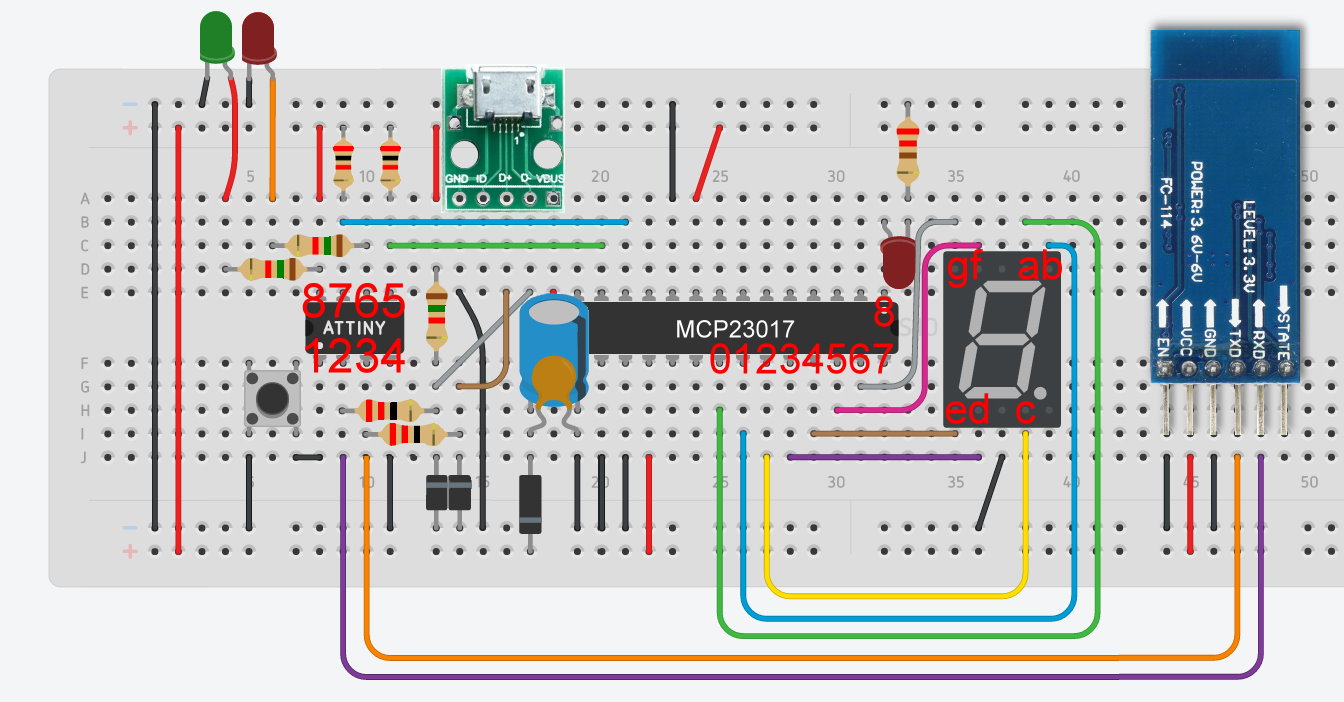 5 10 20 25 35 40 50
GND ID D+ D- VBUS
1
A
B
C
D
E
F
G
H
I
J
8765
ATTINY
1234
MCP23017
8
01234567
gf ab
ed c
FC-114
POWER:3.6V-6V
LEVEL:3.3V
EN VCC GND TXD RXD STATE
5 10 15 20 25 30 35 40 45 50
- +
- +